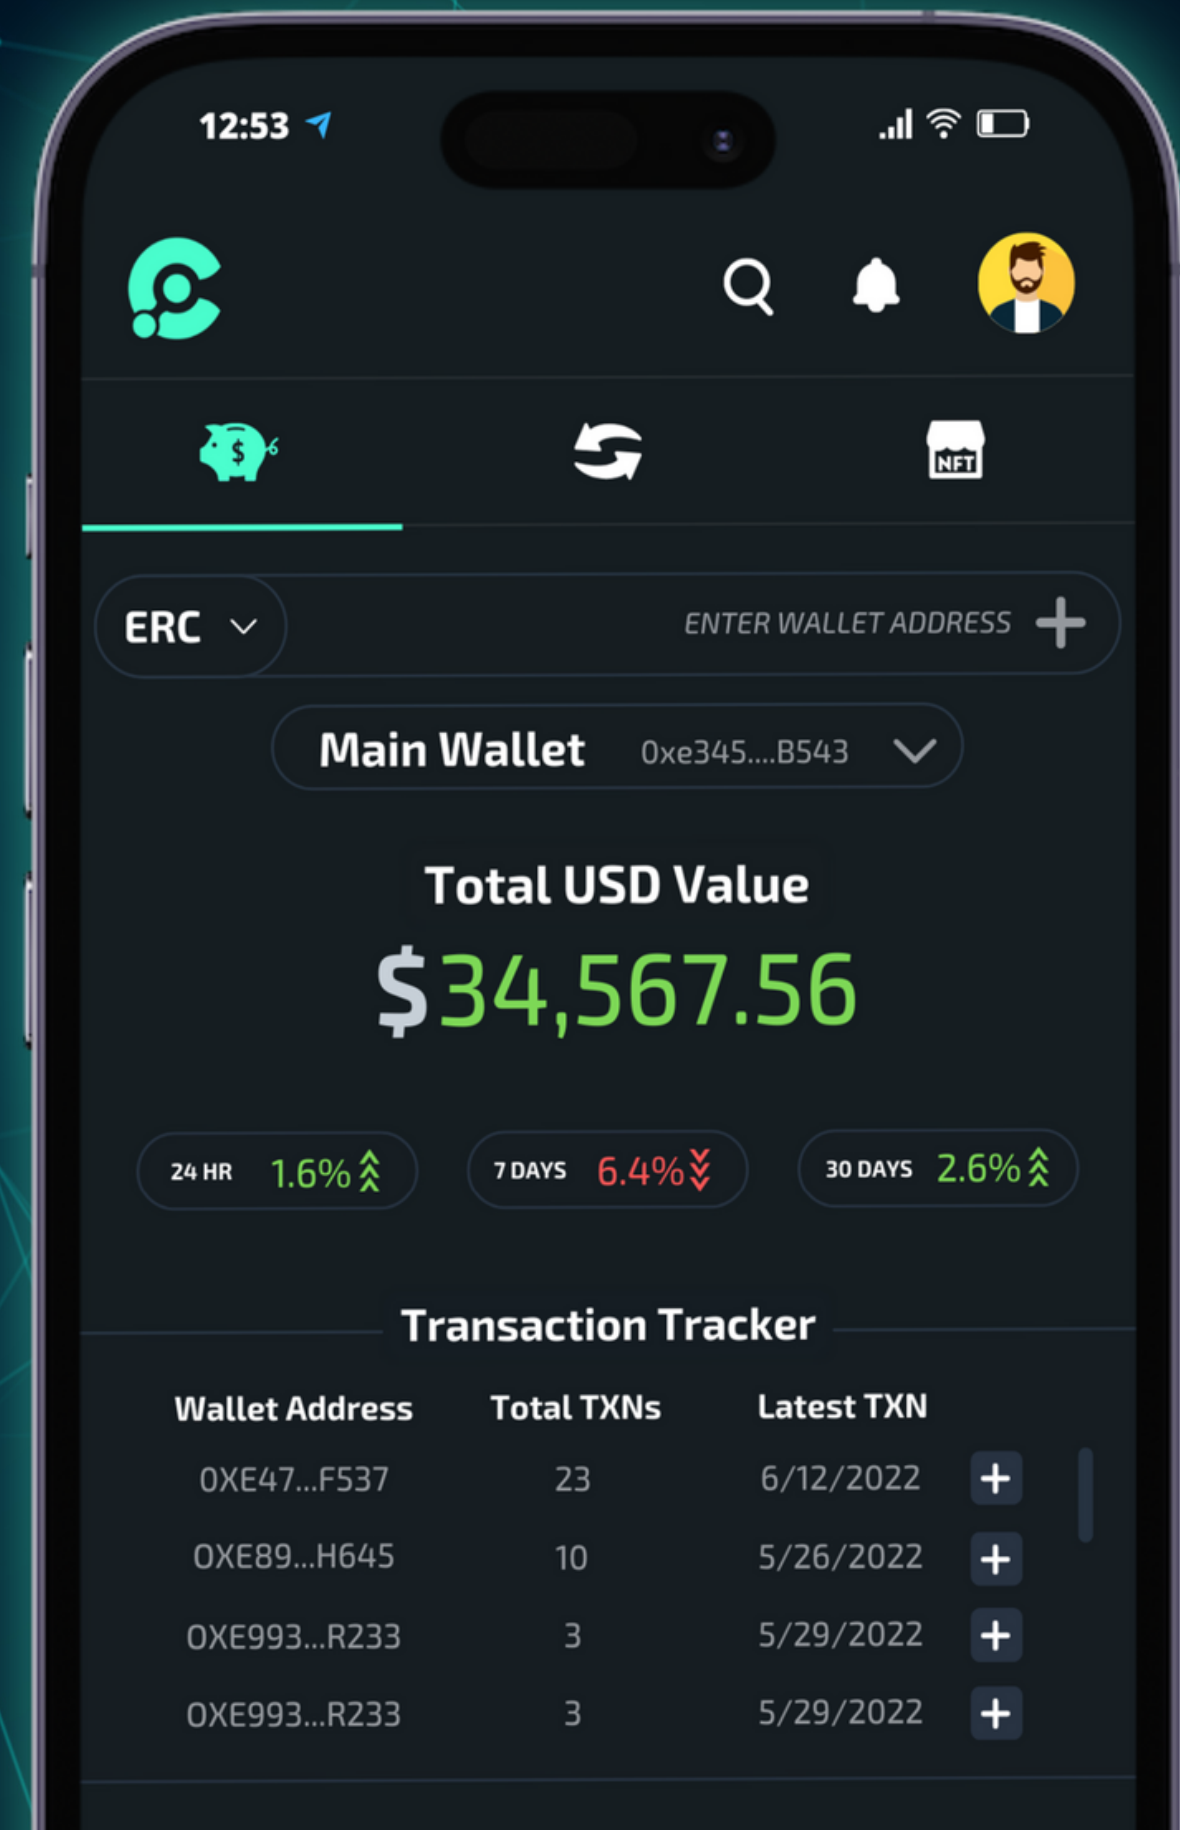 12:53
$
NFT
ERC ENTER WALLET ADDRESS
Main Wallet 0xe345....B543
Total USD Value
$34,567.56
24 HR 1.6% 7 DAYS 6.4% 30 DAYS 2.6%
Transaction Tracker
Wallet Address Total TXNs Latest TXN
0XE47...F537 23 6/12/2022
0XE89...H645 10 5/26/2022
0XE993...R233 3 5/29/2022
0XE993...R233 3 5/29/2022